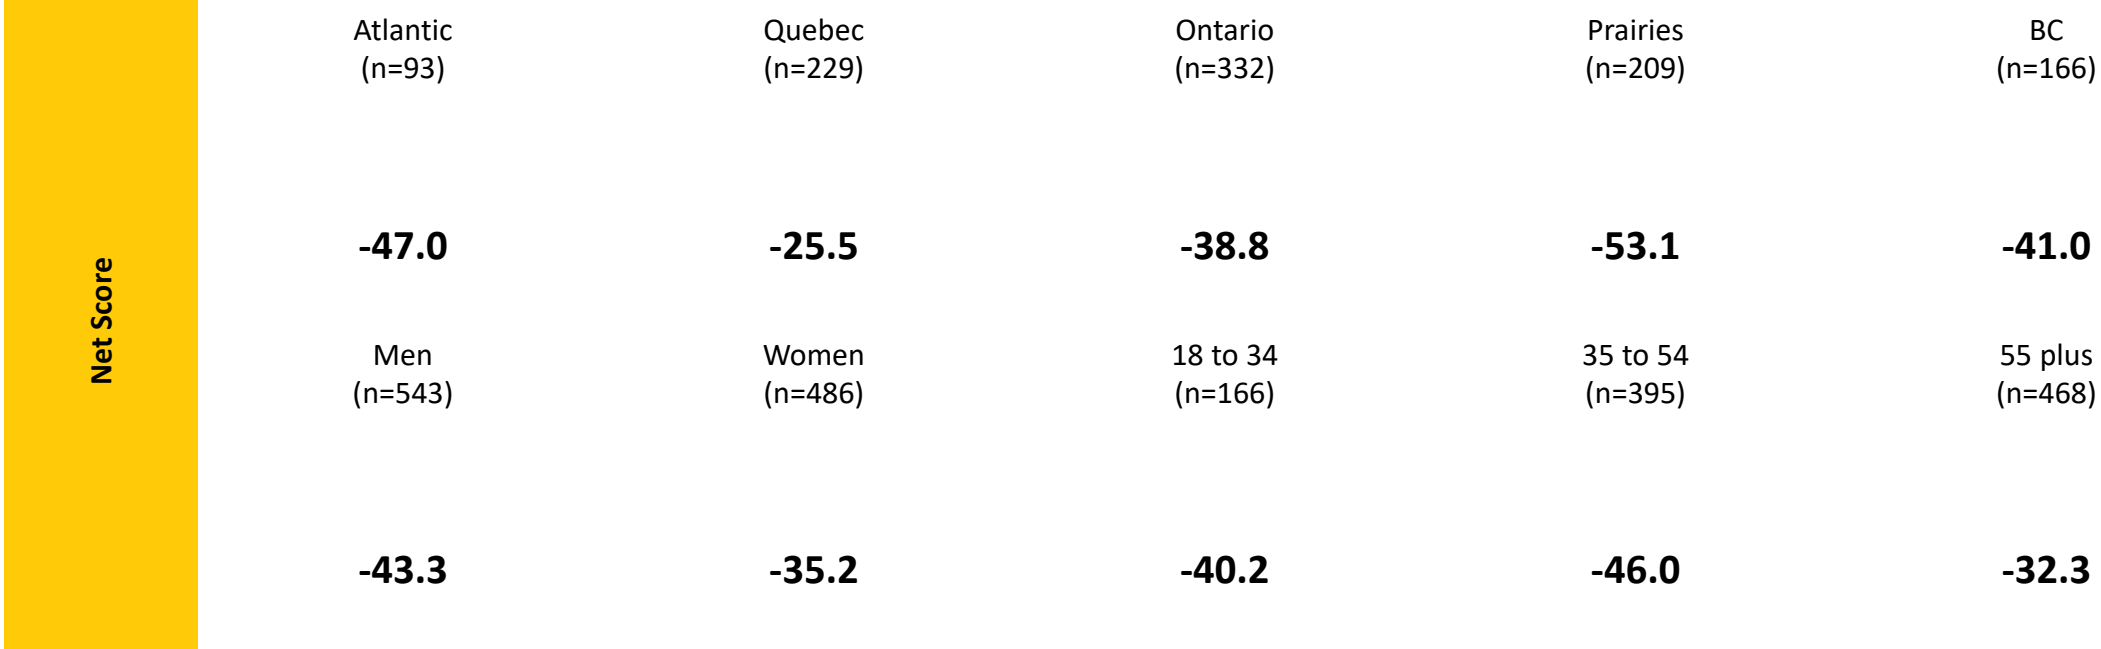 Net Score
Atlantic Quebec Ontario Prairies BC
(n=93) (n=229) (n=332) (n=209) (n=166)
-47.0 -25.5 -38.8 -53.1 -41.0
Men Women 18 to 34 35 to 54 55 plus
(n=543) (n=486) (n=166) (n=395) (n=468)
-43.3 -35.2 -40.2 -46.0 -32.3